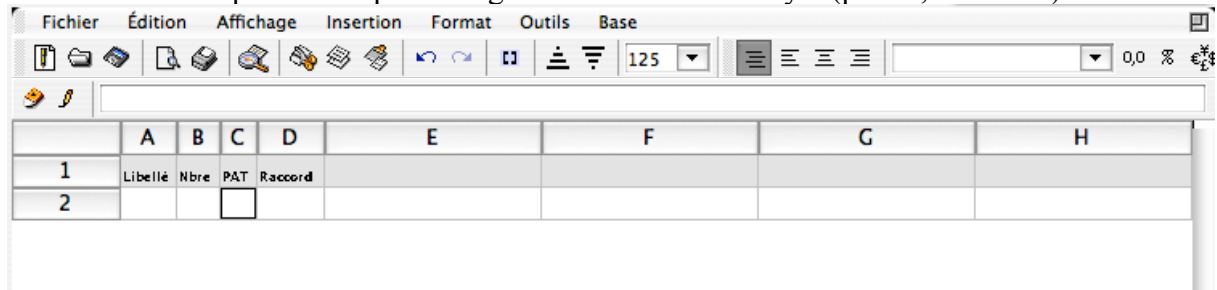 Fichier Édition Affichage Insertion Format Outils Base
125 0,0 %
A B C D E F G H
1 Libellé Nbre PAT Raccord
2